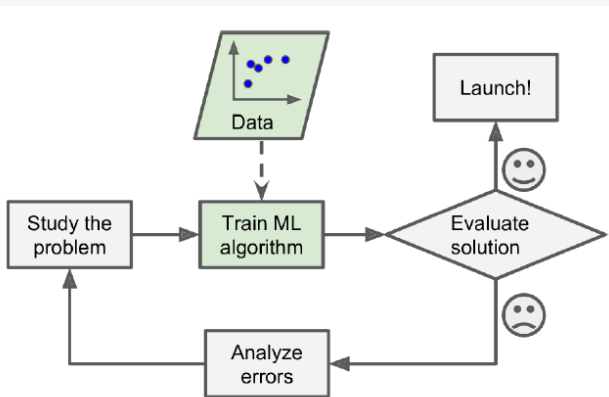 Data
Launch!
Study the
problem
Train ML
algorithm
Evaluate
solution
Analyze
errors